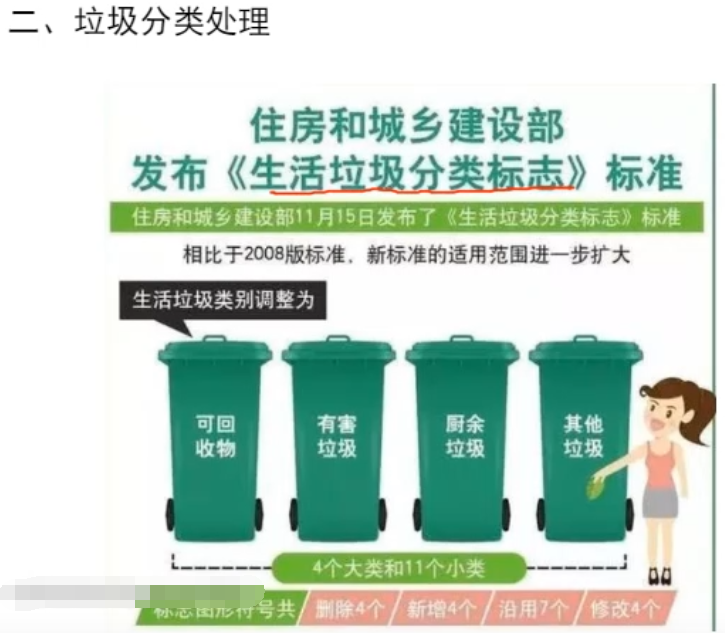 二、垃圾分类处理
住房和城乡建设部
发布《生活垃圾分类标志》标准
住房和城乡建设部11月15日发布了《生活垃圾分类标志》标准
相比于2008版标准，新标准的适用范围进一步扩大
生活垃圾类别调整为
可回
收物
有害
垃圾
厨余
垃圾
其他
垃圾
4个大类和11个小类
标志图形符号共 删除4个 新增4个 沿用7个 修改4个